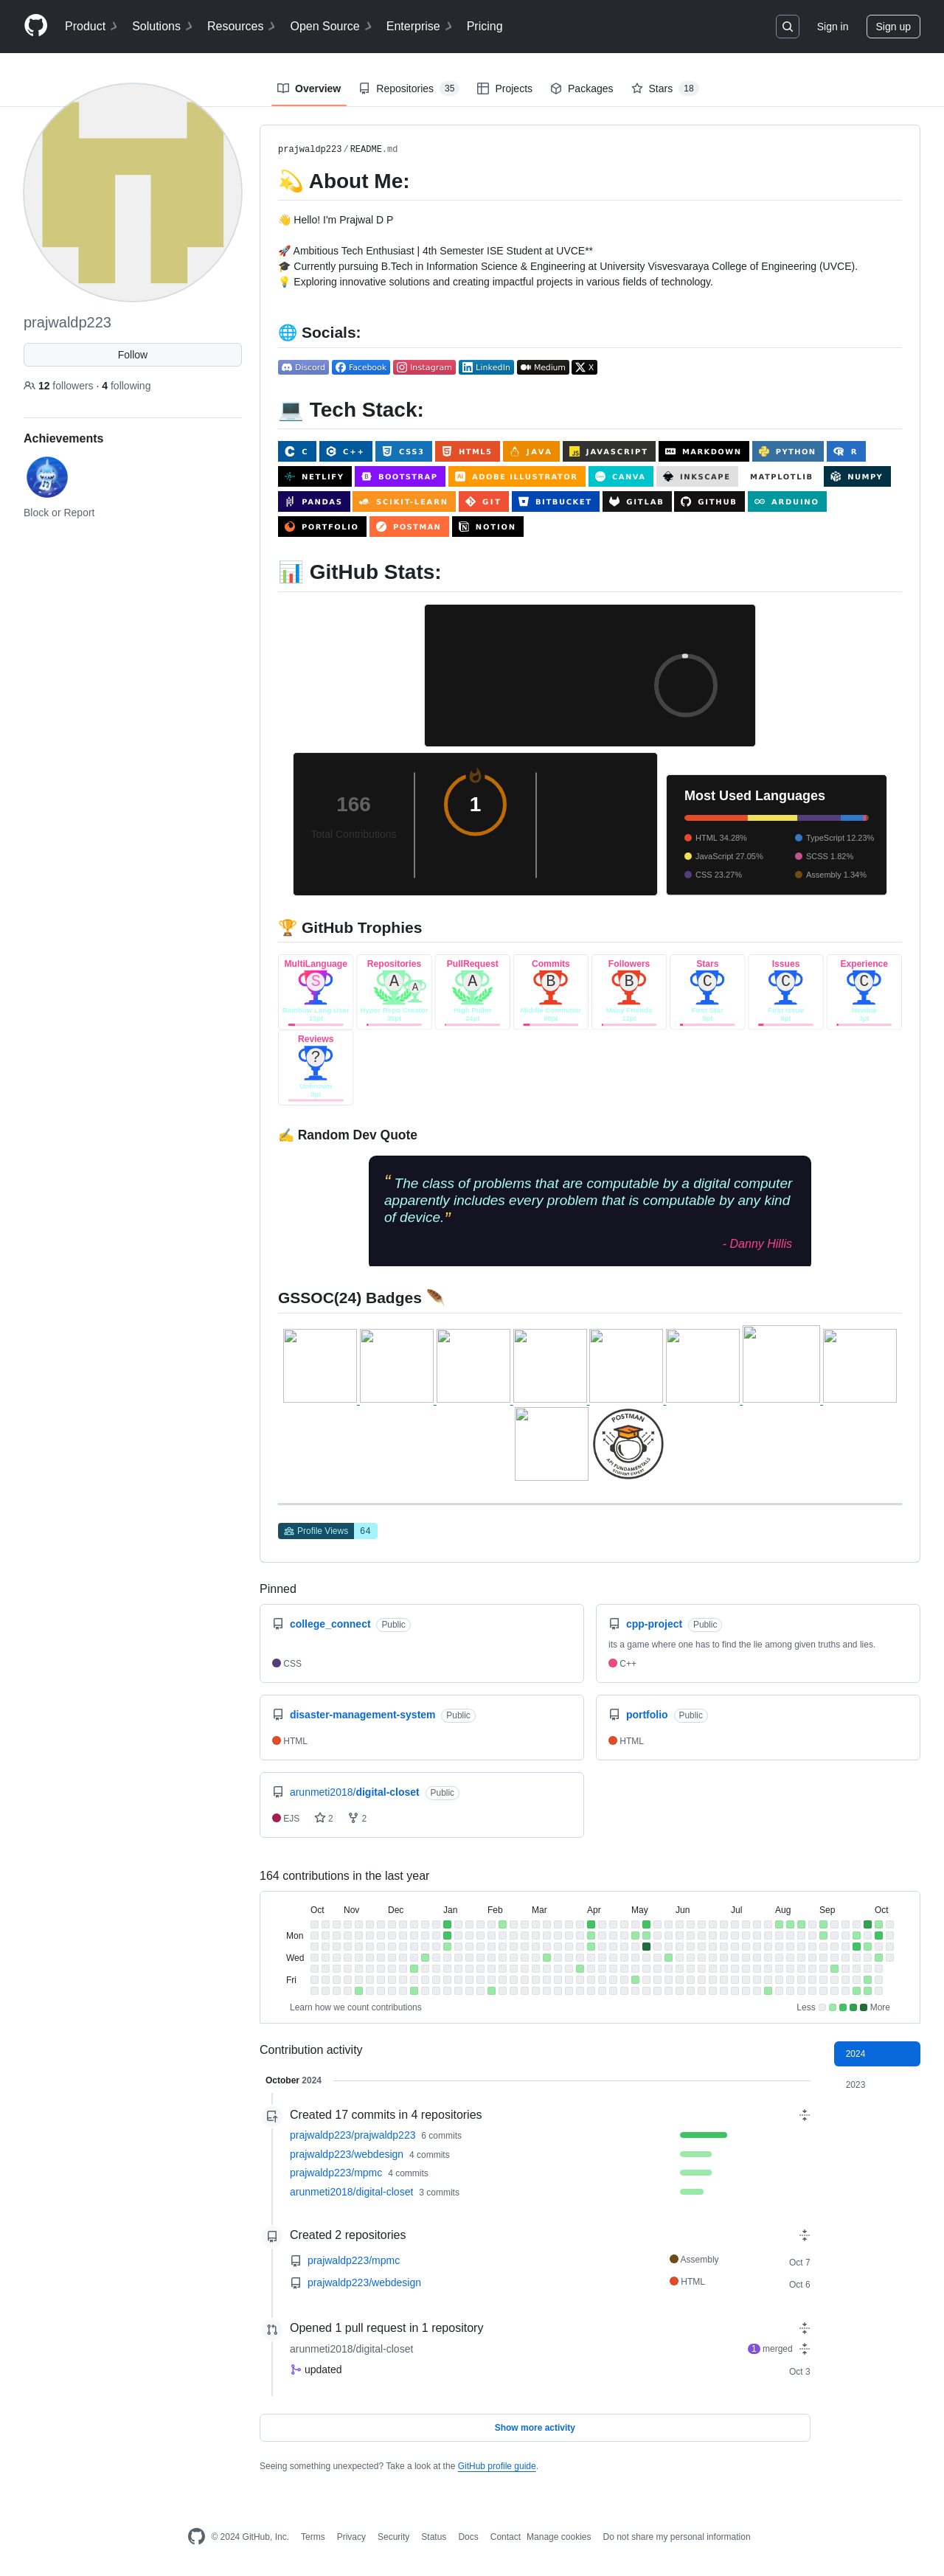 Product Solutions Resources Open Source Enterprise Pricing Sign in Sign up
Overview Repositories 35 Projects Packages Stars 18
prajwaldp223
Follow
12 followers · 4 following
Achievements
Block or Report
prajwaldp223/README.md
💫 About Me:
👋 Hello! I'm Prajwal D P
🚀 Ambitious Tech Enthusiast | 4th Semester ISE Student at UVCE**
🎓 Currently pursuing B.Tech in Information Science & Engineering at University Visvesvaraya College of Engineering (UVCE).
💡 Exploring innovative solutions and creating impactful projects in various fields of technology.
🌐 Socials:
Discord Facebook Instagram LinkedIn Medium X
💻 Tech Stack:
C C++ CSS3 HTML5 JAVA JAVASCRIPT MARKDOWN PYTHON R
NETLIFY BOOTSTRAP ADOBE ILLUSTRATOR CANVA INKSCAPE MATPLOTLIB NUMPY
PANDAS SCIKIT-LEARN GIT BITBUCKET GITLAB GITHUB ARDUINO
PORTFOLIO POSTMAN NOTION
📊 GitHub Stats:
166
Total Contributions
1
Most Used Languages
HTML 34.28% TypeScript 12.23%
JavaScript 27.05% SCSS 1.82%
CSS 23.27% Assembly 1.34%
🏆 GitHub Trophies
MultiLanguage Repositories PullRequest Commits Followers Stars Issues Experience
S A A A B B C C C
Reviews
?
Unknown
0pt
✍️ Random Dev Quote
“ The class of problems that are computable by a digital computer
apparently includes every problem that is computable by any kind
of device.”
- Danny Hillis
GSSOC(24) Badges 🪶
POSTMAN
API FUNDAMENTALS
STUDENT EXPERT
Profile Views 64
Pinned
college_connect Public
CSS
cpp-project Public
its a game where one has to find the lie among given truths and lies.
C++
disaster-management-system Public
HTML
portfolio Public
HTML
arunmeti2018/digital-closet Public
EJS 2 2
164 contributions in the last year
Oct Nov Dec Jan Feb Mar Apr May Jun Jul Aug Sep Oct
Mon
Wed
Fri
Learn how we count contributions
Less More
Contribution activity
2024
2023
October 2024
Created 17 commits in 4 repositories
prajwaldp223/prajwaldp223 6 commits
prajwaldp223/webdesign 4 commits
prajwaldp223/mpmc 4 commits
arunmeti2018/digital-closet 3 commits
Created 2 repositories
prajwaldp223/mpmc Assembly Oct 7
prajwaldp223/webdesign HTML Oct 6
Opened 1 pull request in 1 repository
arunmeti2018/digital-closet 1 merged
updated Oct 3
Show more activity
Seeing something unexpected? Take a look at the GitHub profile guide.
© 2024 GitHub, Inc. Terms Privacy Security Status Docs Contact Manage cookies Do not share my personal information